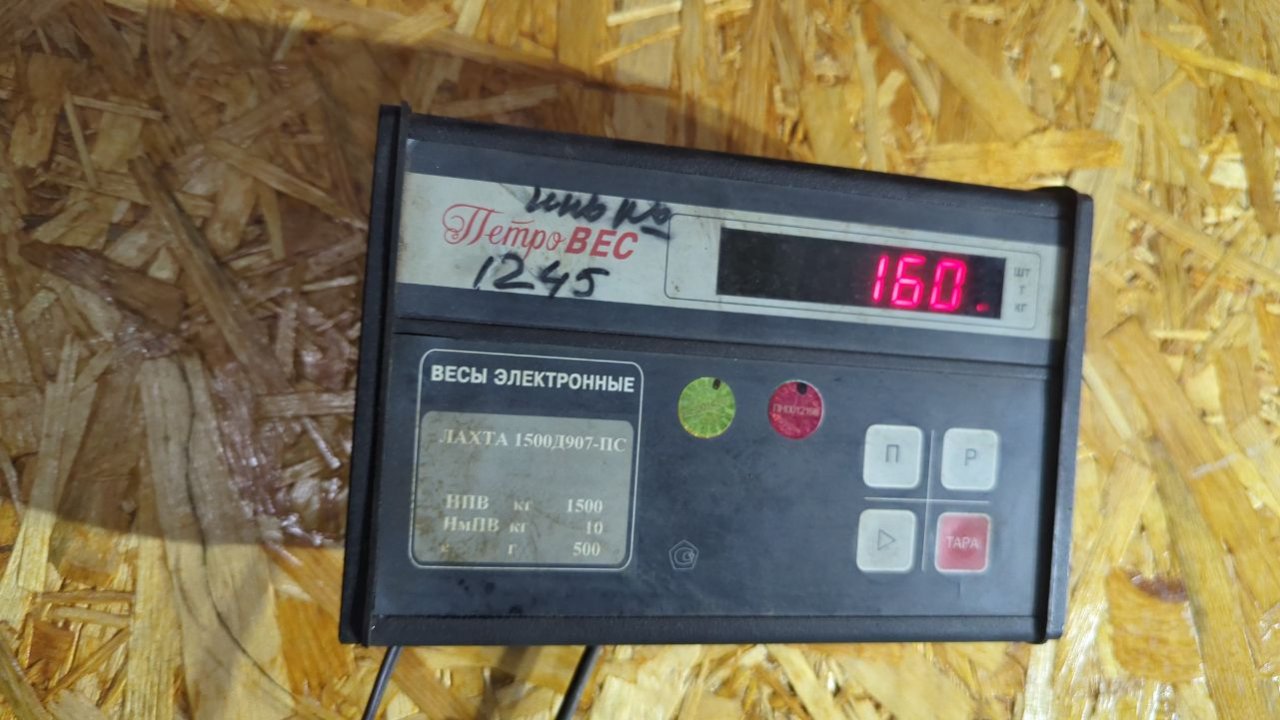 ПетроВЕС
1245
160
шт
т
кг
ВЕСЫ ЭЛЕКТРОННЫЕ
ЛАХТА 1500Д907-ПС
НПВ кг 1500
НмПВ кг 10
е г 500
П
Р
ТАРА